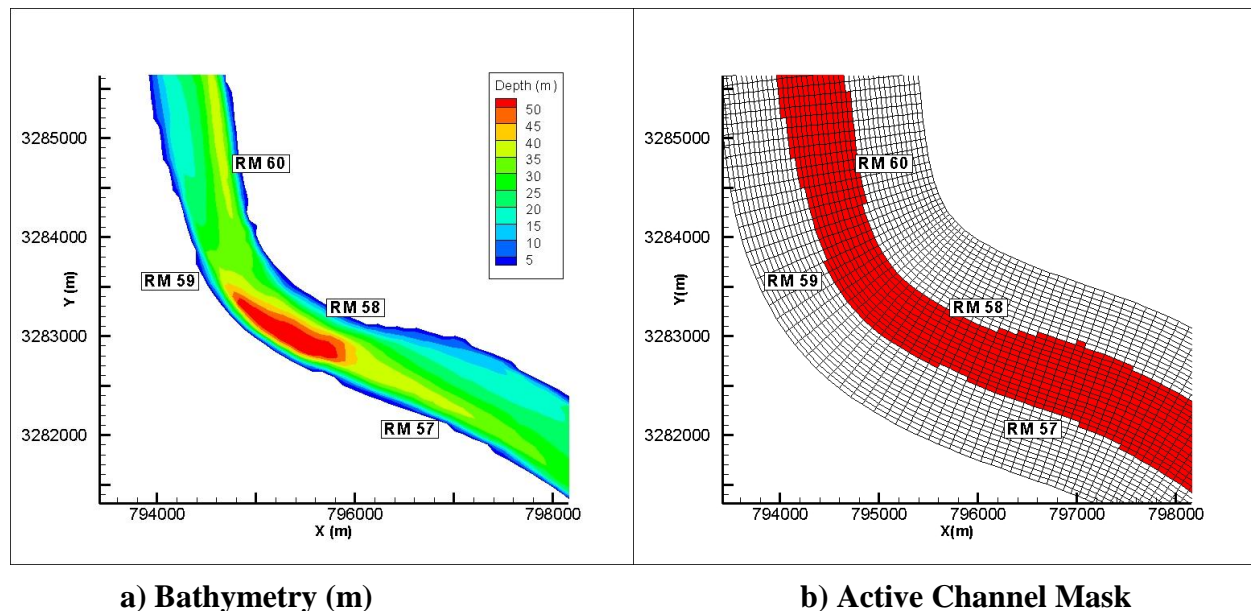 Depth (m)
50
45
40
35
30
25
20
15
10
5
3285000
3284000
3283000
3282000
Y (m)
RM 60
RM 59
RM 58
RM 57
794000
796000
798000
X (m)
3285000
3284000
3283000
3282000
Y(m)
RM 60
RM 59
RM 58
RM 57
794000
795000
796000
797000
798000
X(m)
a) Bathymetry (m)
b) Active Channel Mask